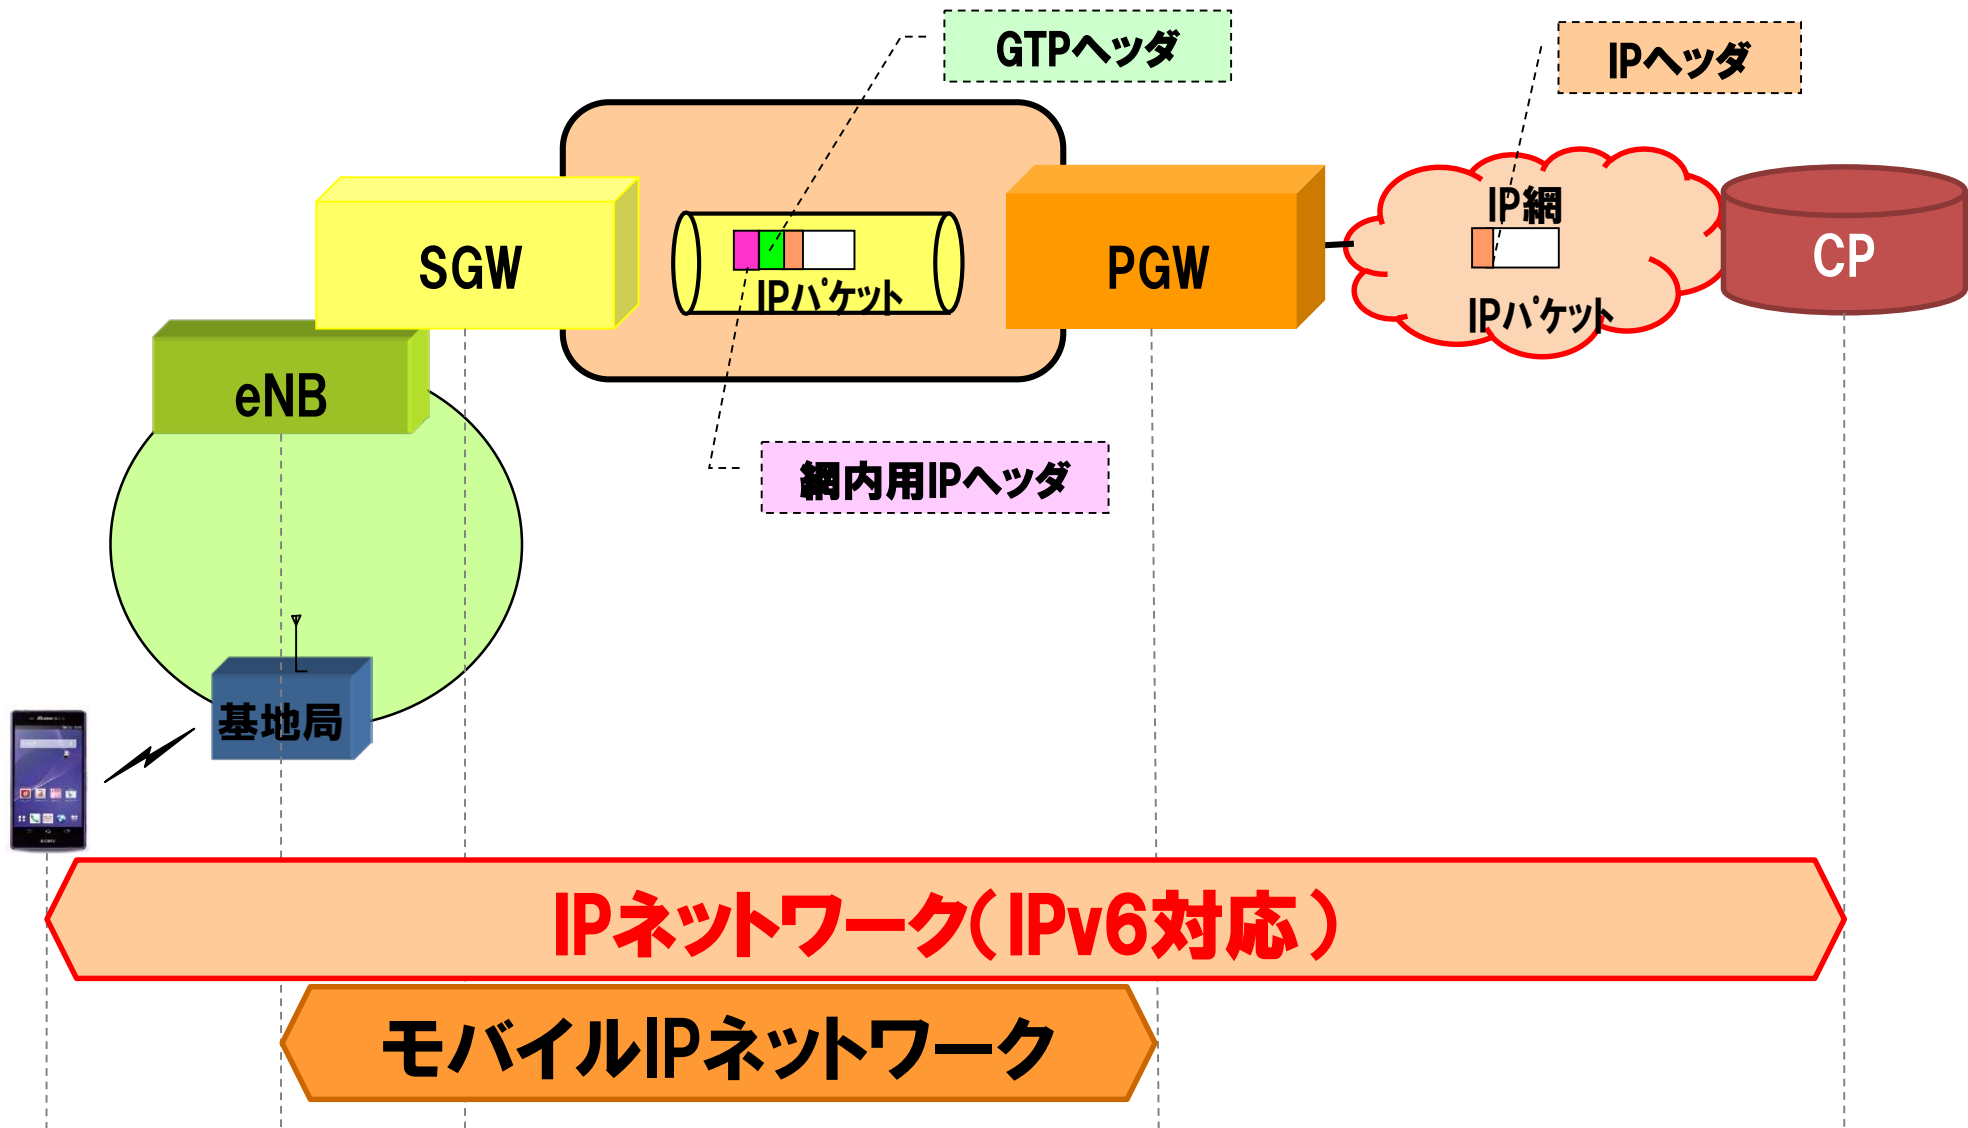 GTPヘッダ
IPヘッダ
IP網
SGW
PGW
CP
IPパケット
IPパケット
eNB
網内用IPヘッダ
基地局
IPネットワーク(IPv6対応)
モバイルIPネットワーク